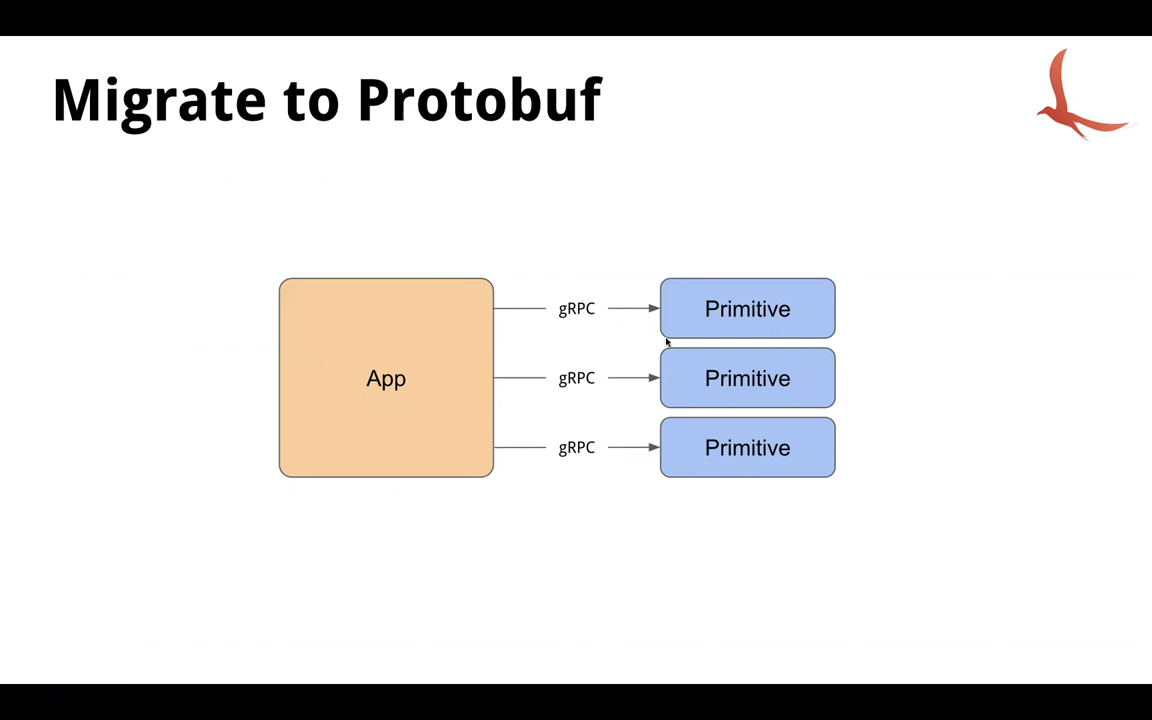 Migrate to Protobuf
gRPC
Primitive
App
gRPC
Primitive
gRPC
Primitive